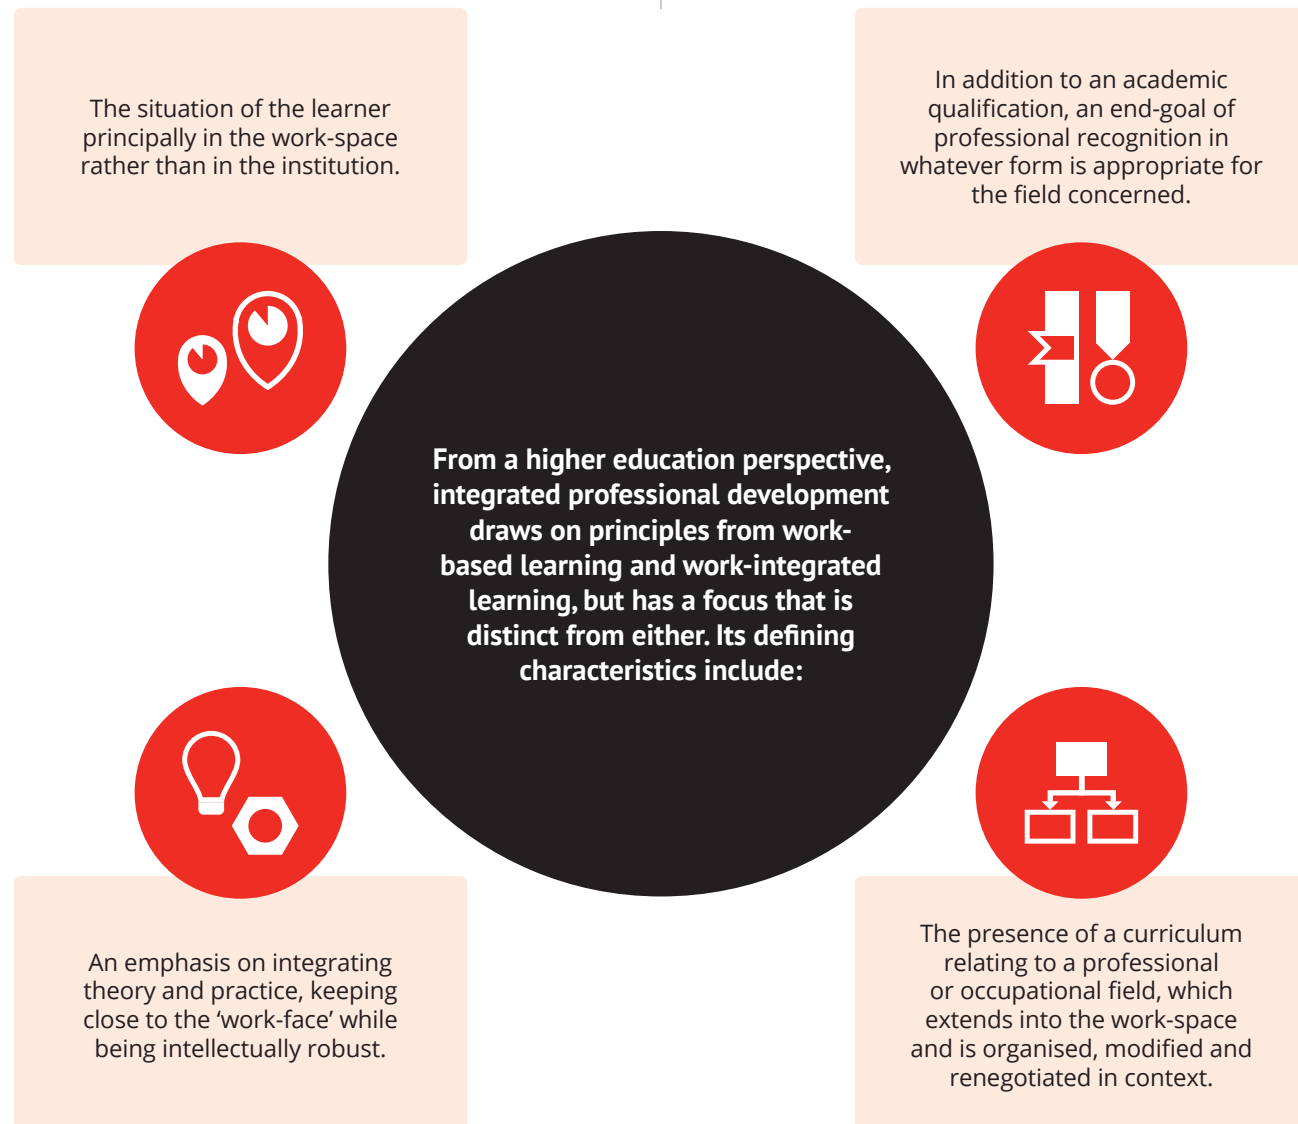 The situation of the learner
principally in the work-space
rather than in the institution.
In addition to an academic
qualification, an end-goal of
professional recognition in
whatever form is appropriate for
the field concerned.
From a higher education perspective,
integrated professional development
draws on principles from work-
based learning and work-integrated
learning, but has a focus that is
distinct from either. Its defining
characteristics include:
An emphasis on integrating
theory and practice, keeping
close to the ‘work-face’ while
being intellectually robust.
The presence of a curriculum
relating to a professional
or occupational field, which
extends into the work-space
and is organised, modified and
renegotiated in context.